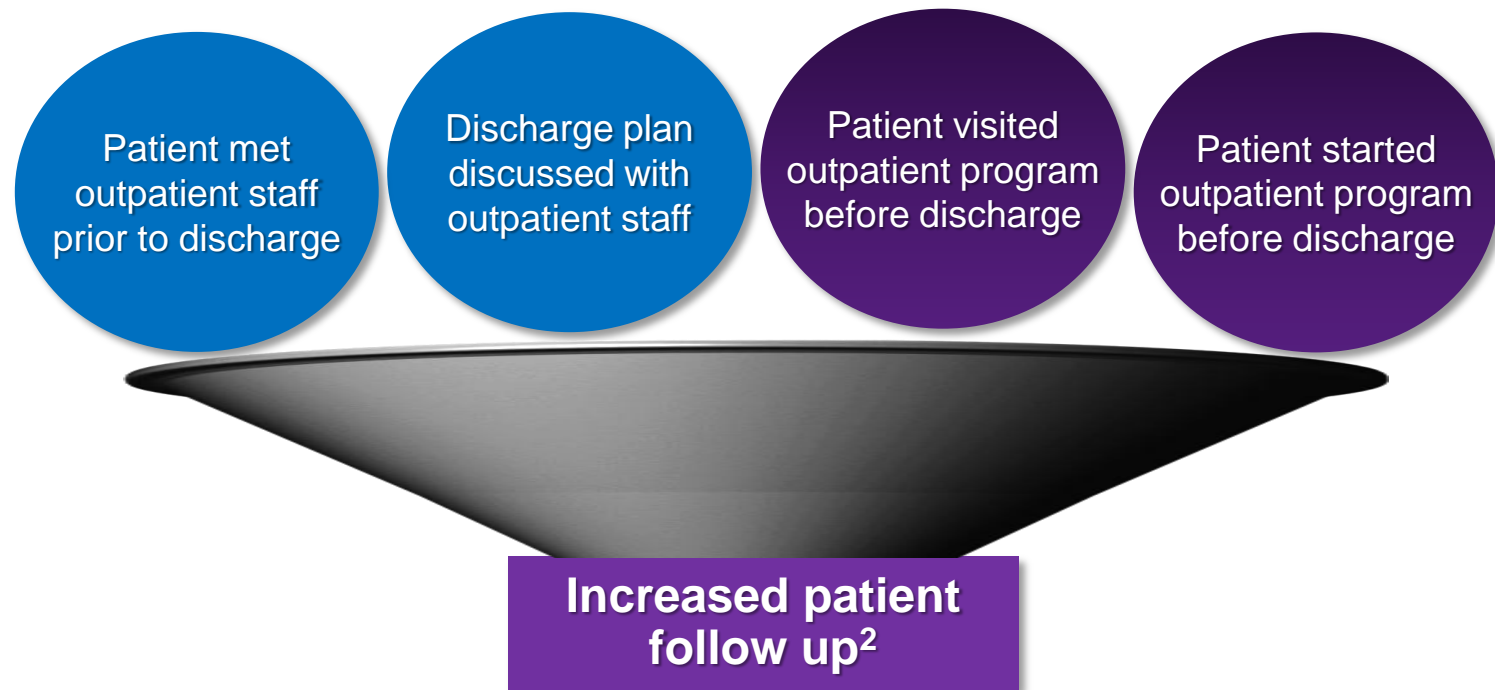 Patient met
outpatient staff
prior to discharge
Discharge plan
discussed with
outpatient staff
Patient visited
outpatient program
before discharge
Patient started
outpatient program
before discharge
Increased patient
follow up²